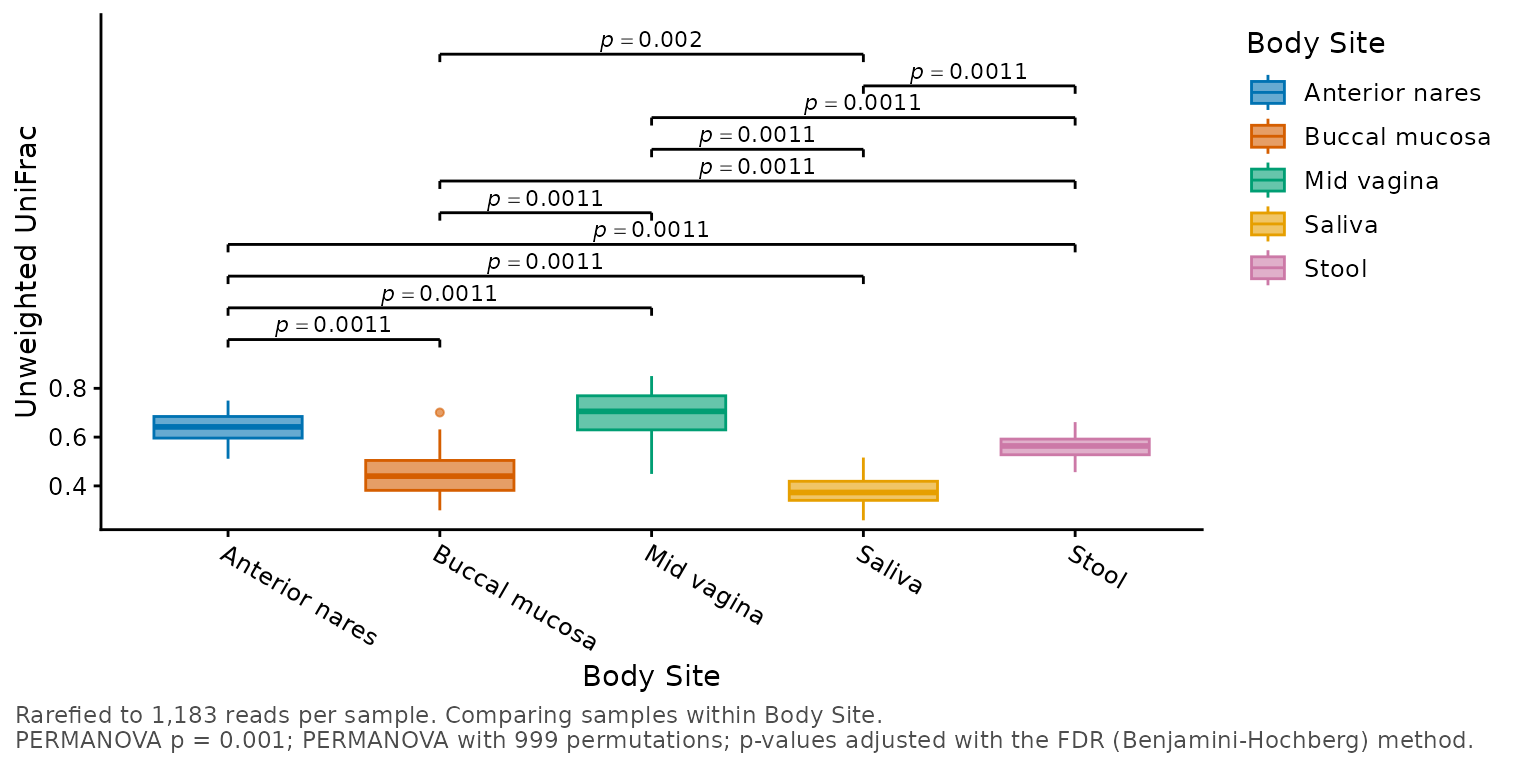 p = 0.002
p = 0.0011
p = 0.0011
p = 0.0011
p = 0.0011
p = 0.0011
p = 0.0011
p = 0.0011
p = 0.0011
p = 0.0011
Unweighted UniFrac
0.8
0.6
0.4
Anterior nares
Buccal mucosa
Mid vagina
Saliva
Stool
Body Site
Body Site
Anterior nares
Buccal mucosa
Mid vagina
Saliva
Stool
Rarefied to 1,183 reads per sample. Comparing samples within Body Site.
PERMANOVA p = 0.001; PERMANOVA with 999 permutations; p-values adjusted with the FDR (Benjamini-Hochberg) method.